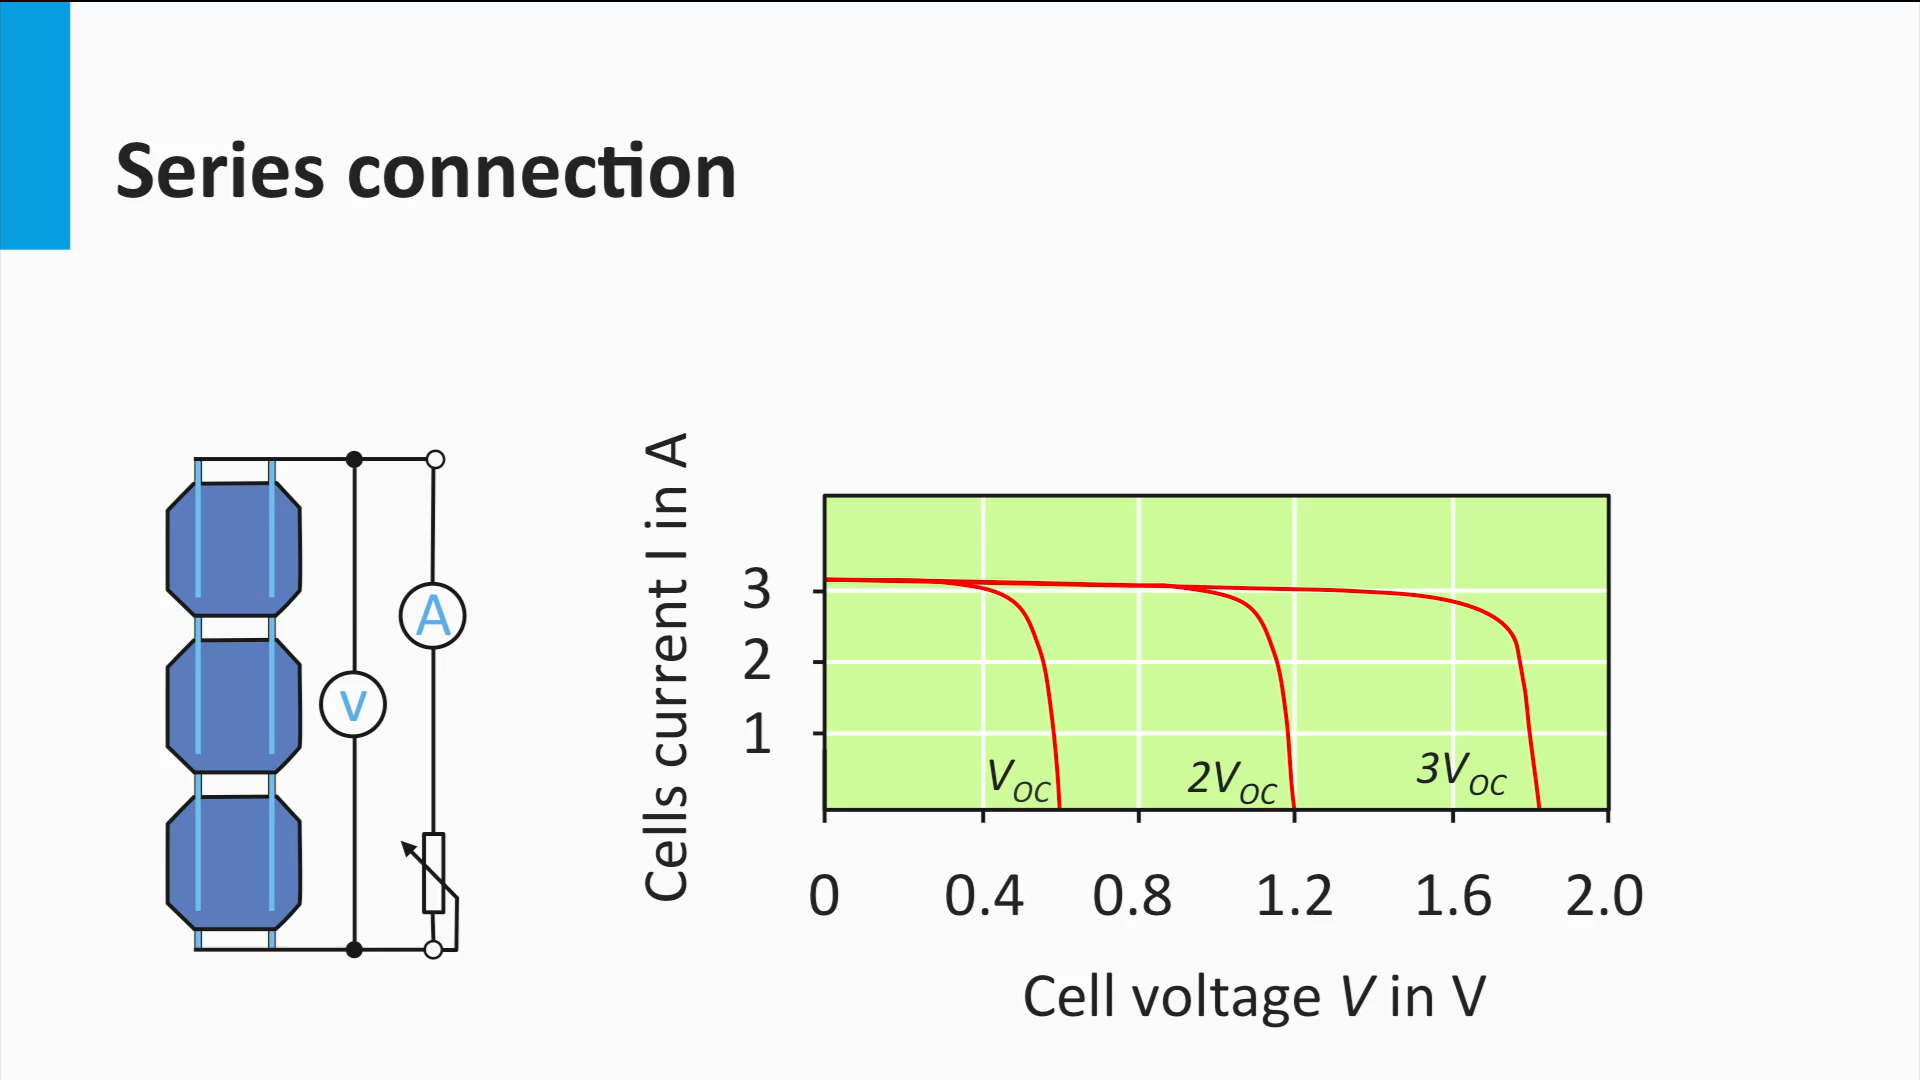 Series connection
A
V
Cells current I in A
3
2
1
VOC
2VOC
3VOC
0 0.4 0.8 1.2 1.6 2.0
Cell voltage V in V